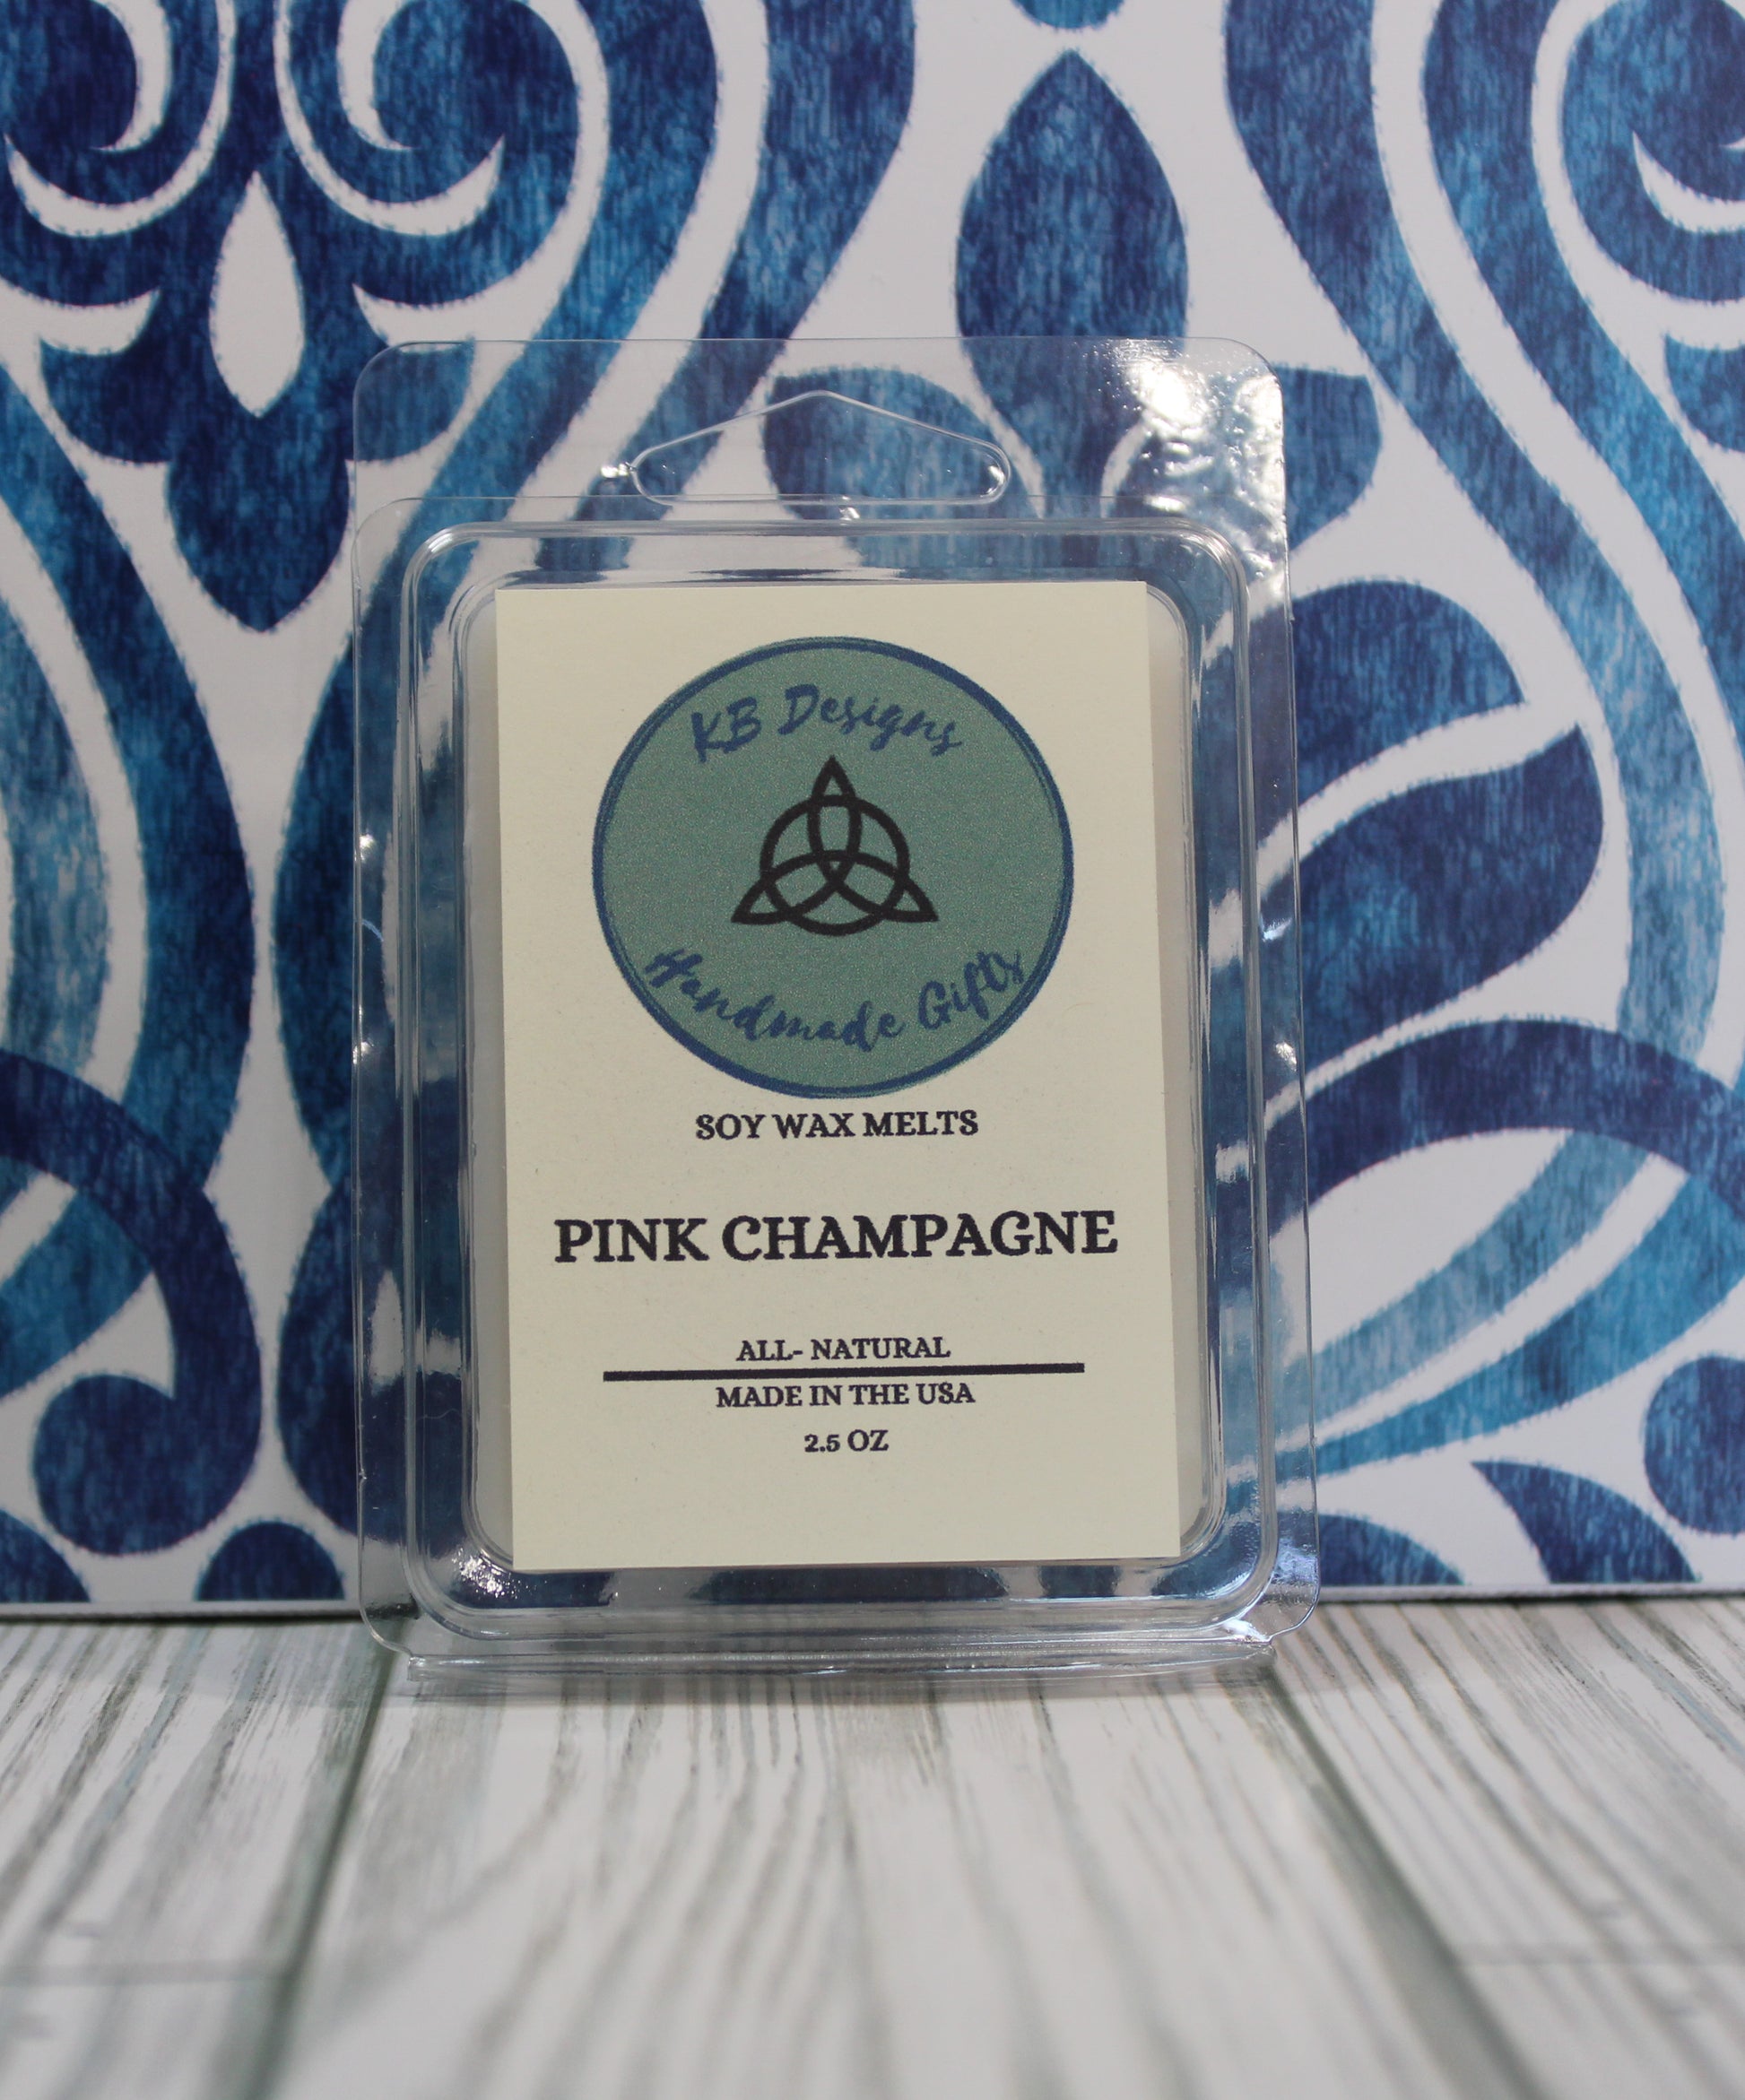 KB Designs
Handmade Gifts
SOY WAX MELTS
PINK CHAMPAGNE
ALL- NATURAL
MADE IN THE USA
2.5 OZ